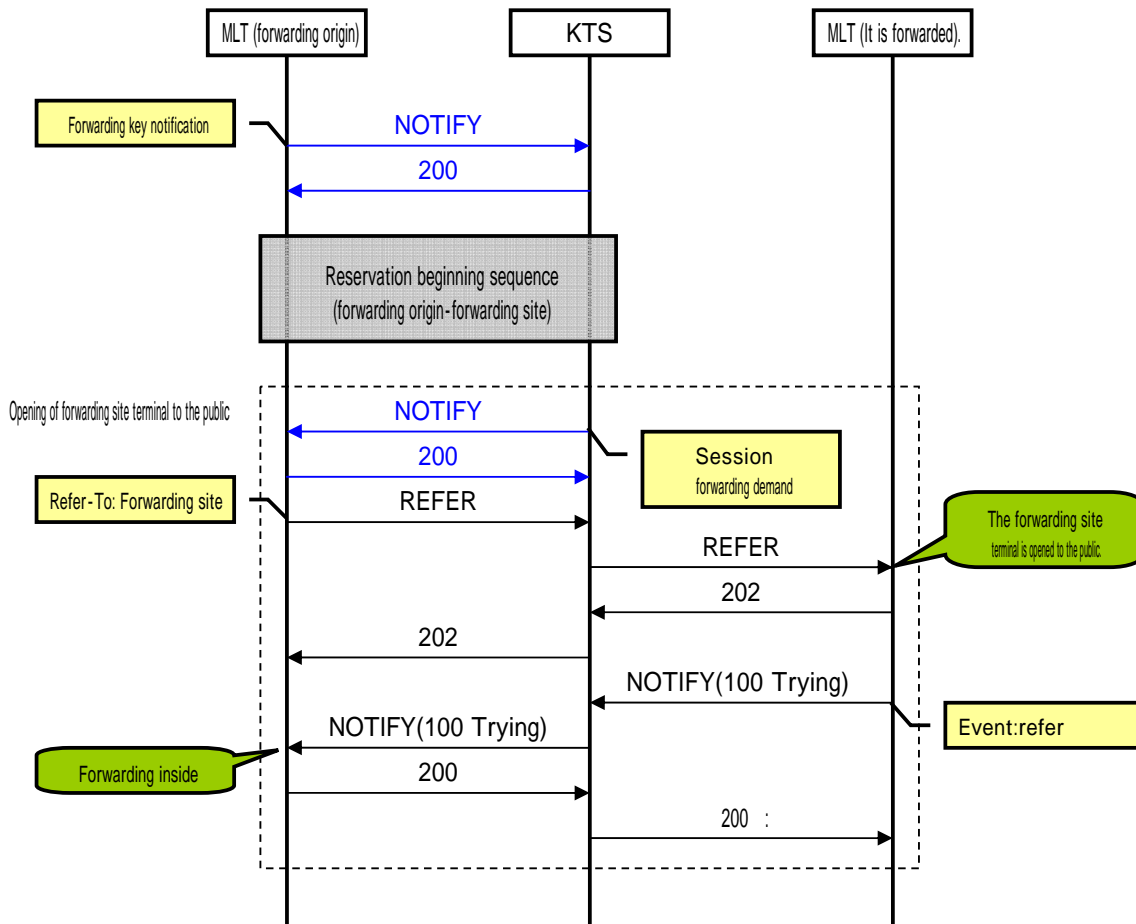 MLT (forwarding origin)
KTS
MLT (It is forwarded).
Forwarding key notification
NOTIFY
200
Reservation beginning sequence
(forwarding origin-forwarding site)
Opening of forwarding site terminal to the public
NOTIFY
Session
forwarding demand
200
Refer-To: Forwarding site
REFER
The forwarding site
terminal is opened to the public.
REFER
202
202
NOTIFY(100 Trying)
Event:refer
NOTIFY(100 Trying)
Forwarding inside
200
200 :